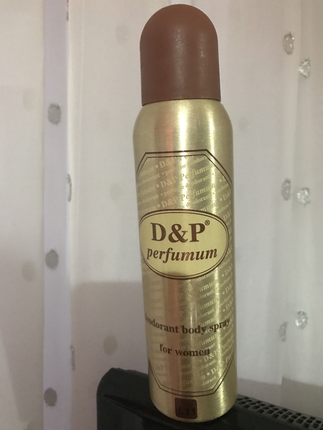 D&P®
perfumum
deodorant body spray
for women